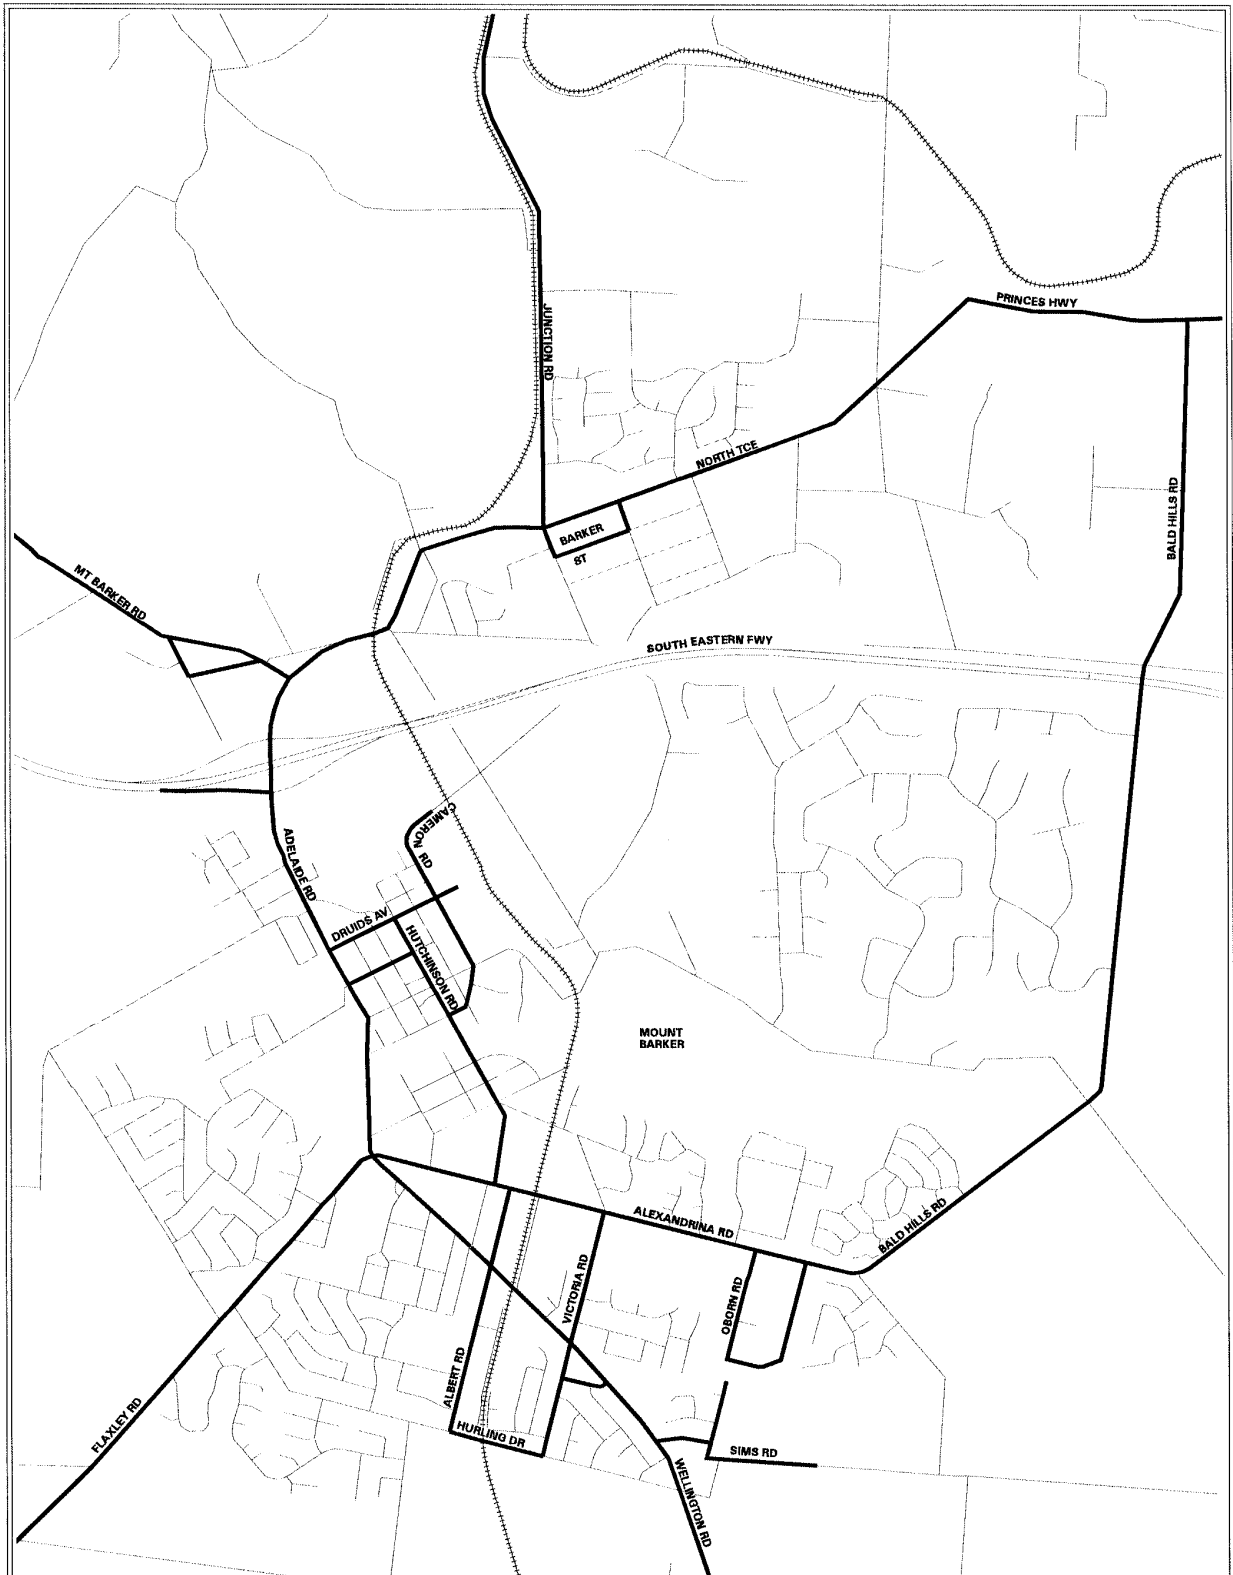 PRINCES HWY
JUNCTION RD
NORTH TCE
BALD HILLS RD
BARKER
ST
MT BARKER RD
SOUTH EASTERN FWY
CAMERON
RD
ADELAIDE RD
DRUIDS AV
HUTCHINSON RD
MOUNT
BARKER
ALEXANDRINA RD
BALD HILLS RD
VICTORIA RD
OBORN RD
ALBERT RD
FLAXLEY RD
HURLING DR
SIMS RD
WELLINGTON RD